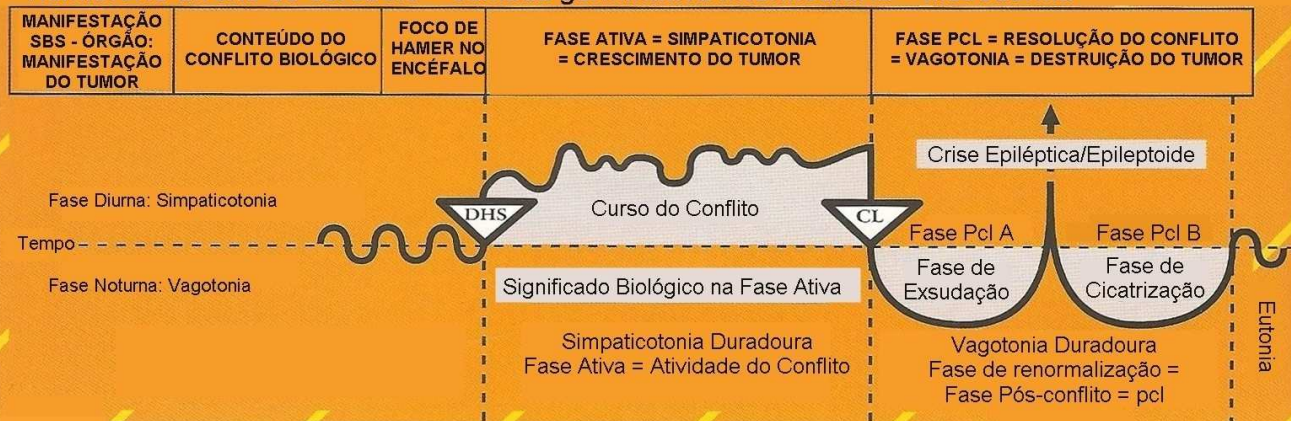 MANIFESTAÇÃO
SBS - ÓRGÃO:
MANIFESTAÇÃO
DO TUMOR
CONTEÚDO DO
CONFLITO BIOLÓGICO
FOCO DE
HAMER NO
ENCÉFALO
FASE ATIVA = SIMPATICOTONIA
= CRESCIMENTO DO TUMOR
FASE PCL = RESOLUÇÃO DO CONFLITO
= VAGOTONIA = DESTRUIÇÃO DO TUMOR
Crise Epiléptica/Epileptoide
Fase Diurna: Simpaticotonia
DHS
Curso do Conflito
CL
Tempo
Fase Pcl A
Fase Pcl B
Fase Noturna: Vagotonia
Significado Biológico na Fase Ativa
Fase de
Exsudação
Fase de
Cicatrização
Simpaticotonia Duradoura
Fase Ativa = Atividade do Conflito
Vagotonia Duradoura
Fase de renormalização =
Fase Pós-conflito = pcl
Eutonia